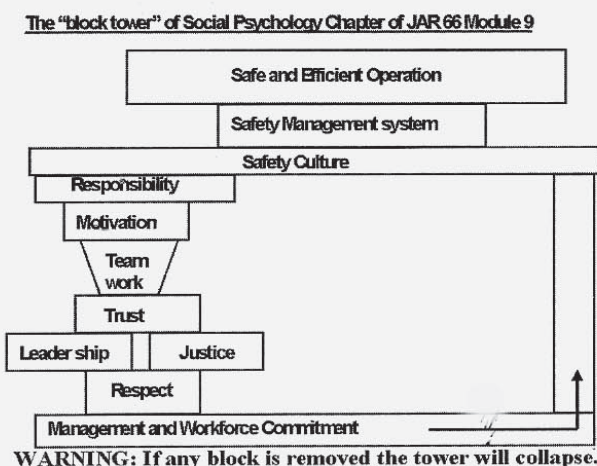 The "block tower" of Social Psychology Chapter of JAR 66 Module 9
Safe and Efficient Operation
Safety Management system
Safety Culture
Responsibility
Motivation
Team
work
Trust
Leader ship
Justice
Respect
Management and Workforce Commitment
WARNING: If any block is removed the tower will collapse.